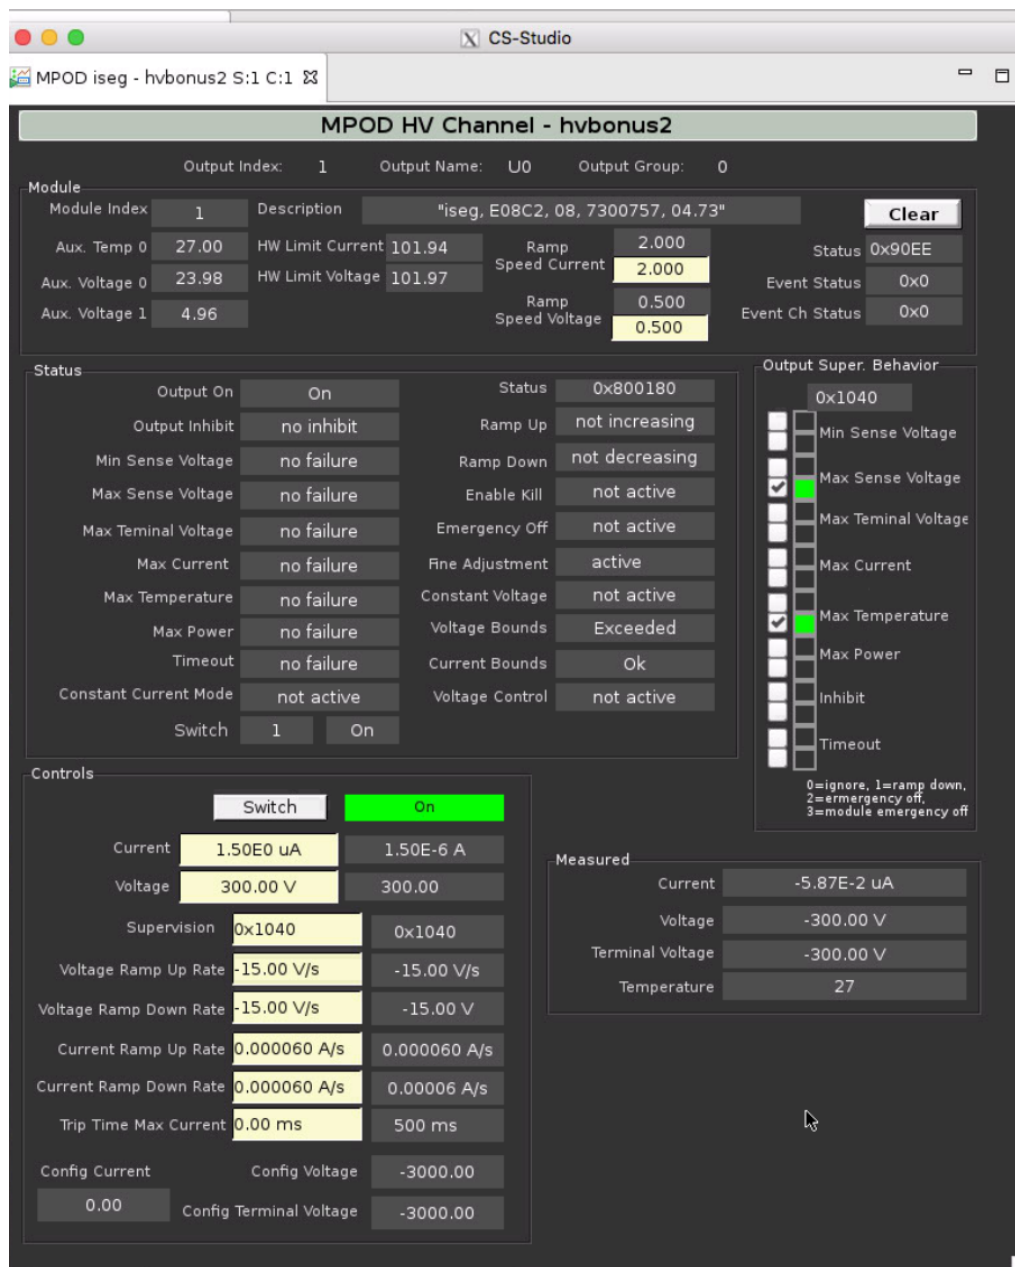 CS-Studio
MPOD iseg - hvbonus2 S:1 C:1
MPOD HV Channel - hvbonus2
Output Index: 1 Output Name: U0 Output Group: 0
Module
Module Index 1 Description "iseg, E08C2, 08, 7300757, 04.73" Clear
Aux. Temp 0 27.00 HW Limit Current 101.94 Ramp Speed Current 2.000 Status 0x90EE
2.000
Aux. Voltage 0 23.98 HW Limit Voltage 101.97 Event Status 0x0
Aux. Voltage 1 4.96 Ramp Speed Voltage 0.500 Event Ch Status 0x0
0.500
Status
Output On On Status 0x800180
Output Inhibit no inhibit Ramp Up not increasing
Min Sense Voltage no failure Ramp Down not decreasing
Max Sense Voltage no failure Enable Kill not active
Max Teminal Voltage no failure Emergency Off not active
Max Current no failure Fine Adjustment active
Max Temperature no failure Constant Voltage not active
Max Power no failure Voltage Bounds Exceeded
Timeout no failure Current Bounds Ok
Constant Current Mode not active Voltage Control not active
Switch 1 On
Output Super. Behavior
0x1040
Min Sense Voltage
Max Sense Voltage
Max Teminal Voltage
Max Current
Max Temperature
Max Power
Inhibit
Timeout
0=ignore, 1=ramp down,
2=ermergency off,
3=module emergency off
Controls
Switch On
Current 1.50E0 uA 1.50E-6 A
Voltage 300.00 V 300.00
Supervision 0x1040 0x1040
Voltage Ramp Up Rate -15.00 V/s -15.00 V/s
Voltage Ramp Down Rate -15.00 V/s -15.00 V
Current Ramp Up Rate 0.000060 A/s 0.000060 A/s
Current Ramp Down Rate 0.000060 A/s 0.00006 A/s
Trip Time Max Current 0.00 ms 500 ms
Config Current Config Voltage -3000.00
0.00 Config Terminal Voltage -3000.00
Measured
Current -5.87E-2 uA
Voltage -300.00 V
Terminal Voltage -300.00 V
Temperature 27